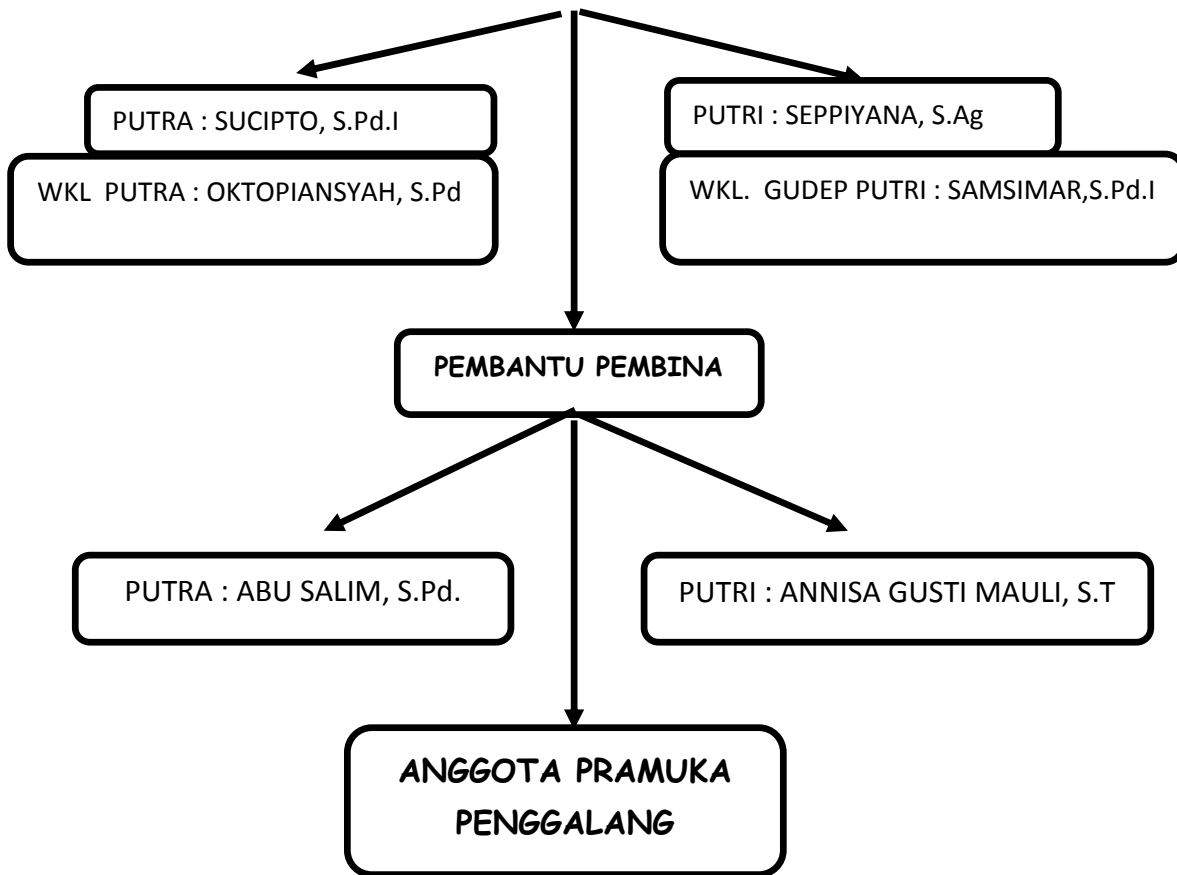 PUTRA : SUCIPTO, S.Pd.I
PUTRI : SEPPIYANA, S.Ag
WKL PUTRA : OKTOPIANSYAH, S.Pd
WKL. GUDEP PUTRI : SAMSIMAR,S.Pd.I
PEMBANTU PEMBINA
PUTRA : ABU SALIM, S.Pd.
PUTRI : ANNISA GUSTI MAULI, S.T
ANGGOTA PRAMUKA
PENGGALANG